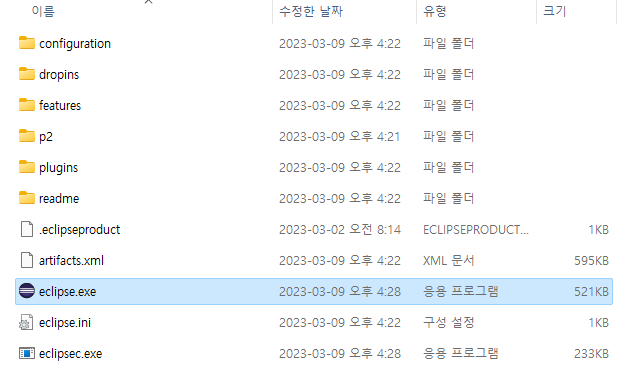 이름 수정한 날짜 유형 크기
configuration 2023-03-09 오후 4:22 파일 폴더
dropins 2023-03-09 오후 4:22 파일 폴더
features 2023-03-09 오후 4:22 파일 폴더
p2 2023-03-09 오후 4:21 파일 폴더
plugins 2023-03-09 오후 4:22 파일 폴더
readme 2023-03-09 오후 4:22 파일 폴더
.eclipseproduct 2023-03-02 오전 8:14 ECLIPSEPRODUCT... 1KB
artifacts.xml 2023-03-09 오후 4:22 XML 문서 595KB
eclipse.exe 2023-03-09 오후 4:28 응용 프로그램 521KB
eclipse.ini 2023-03-09 오후 4:22 구성 설정 1KB
eclipsec.exe 2023-03-09 오후 4:28 응용 프로그램 233KB